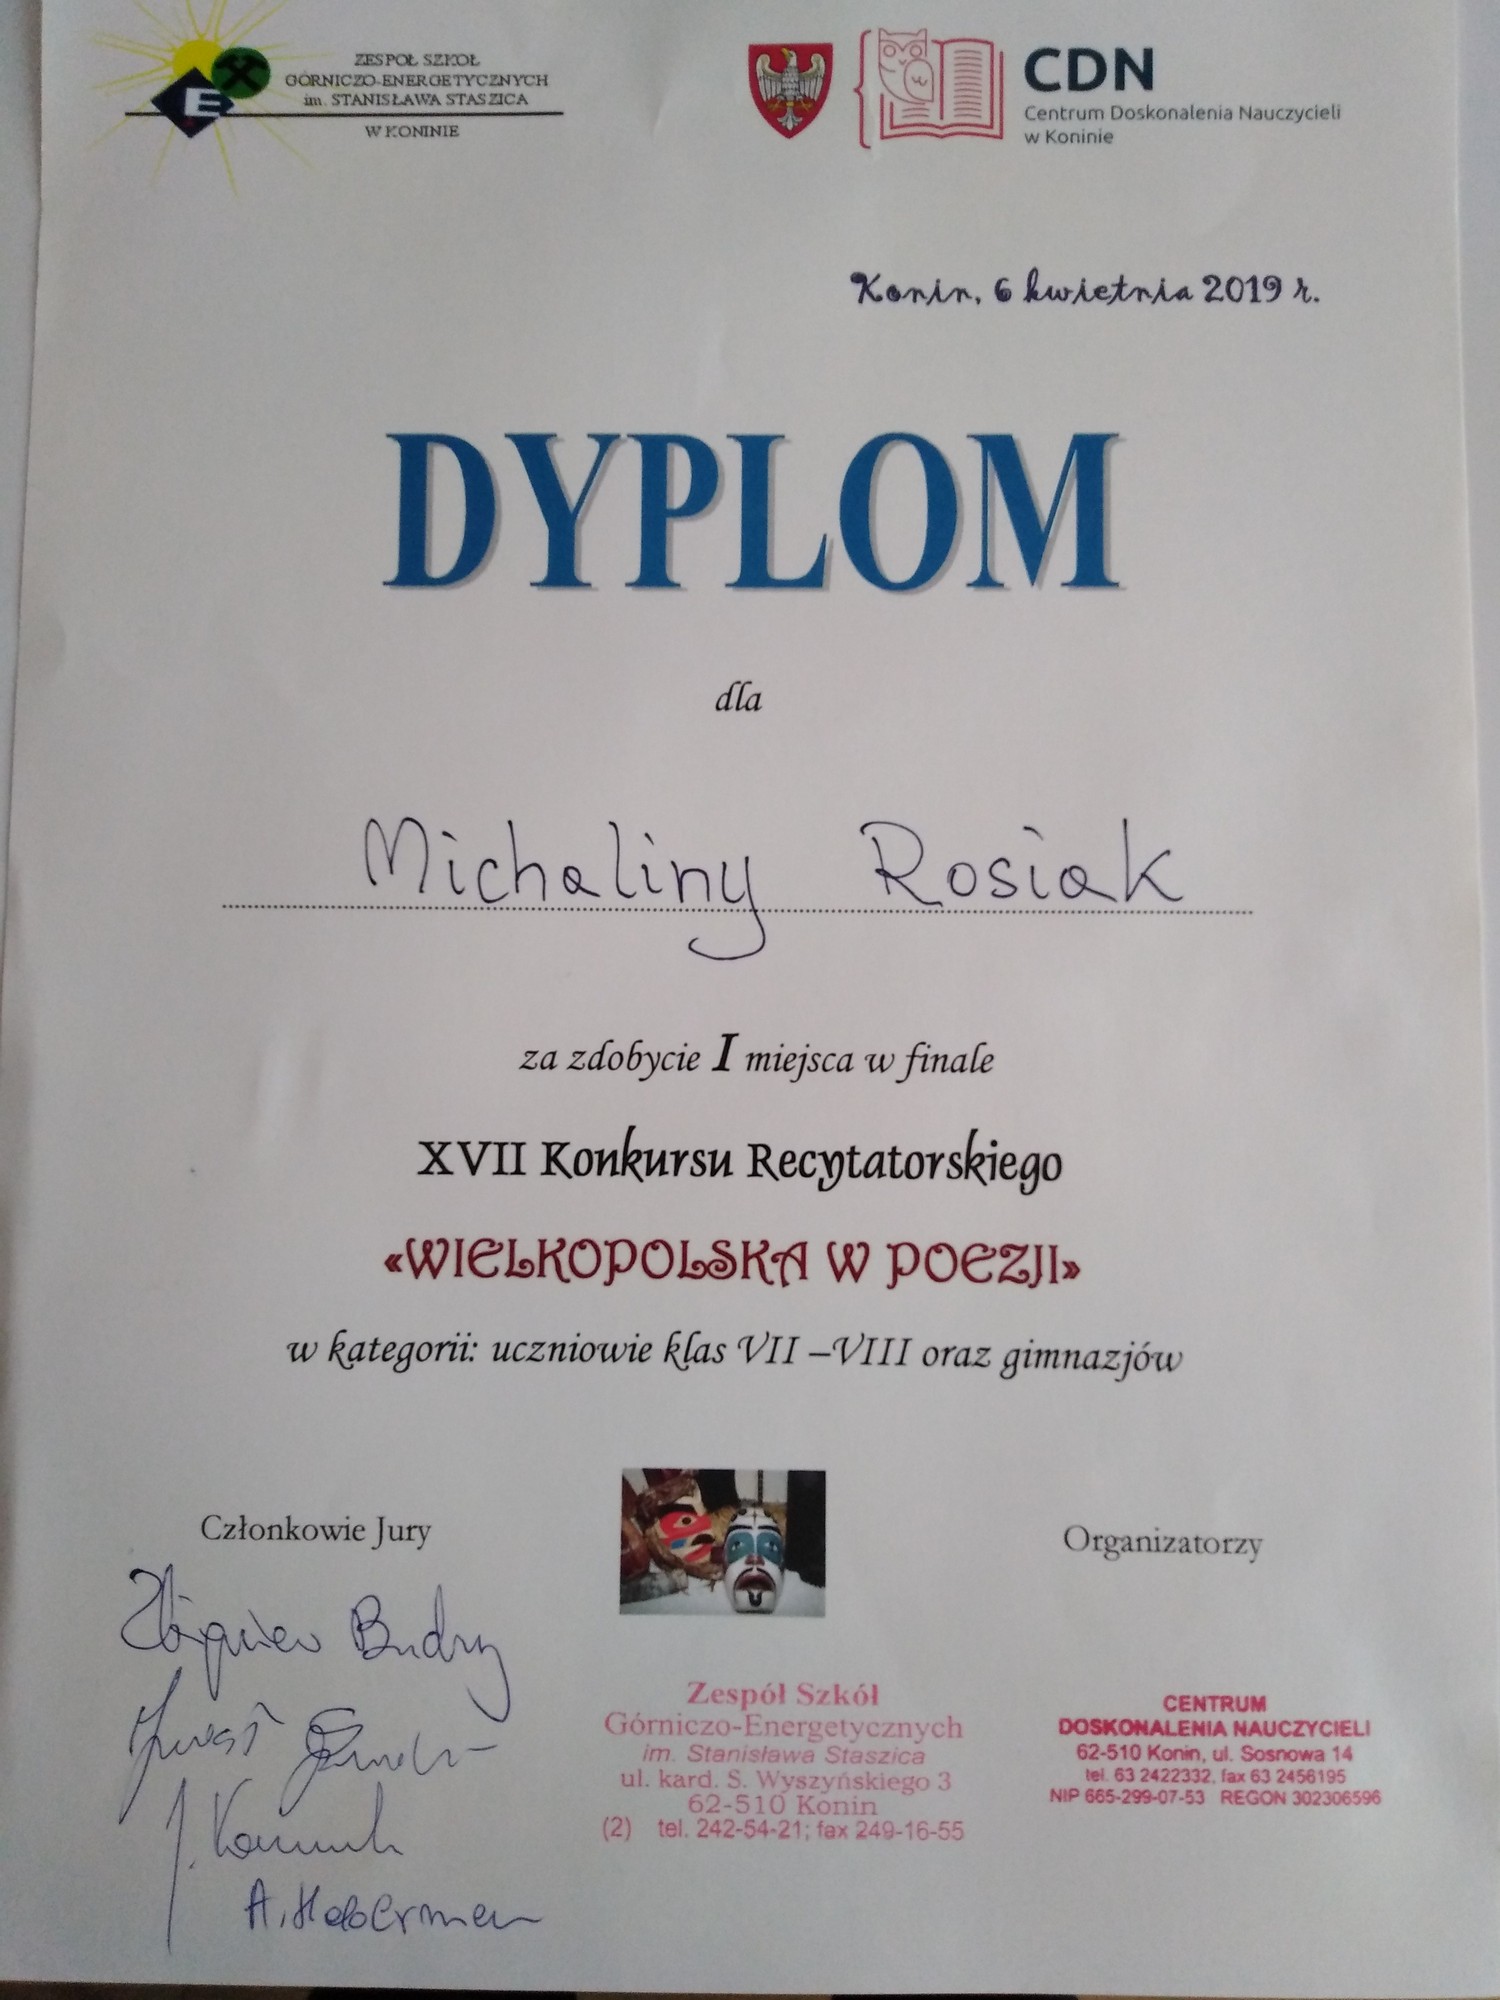 ZESPÓŁ SZKÓŁ
GÓRNICZO-ENERGETYCZNYCH
im. STANISŁAWA STASZICA
W KONINIE
E
CDN
Centrum Doskonalenia Nauczycieli
w Koninie
Konin, 6 kwietnia 2019 r.
DYPLOM
dla
Michaliny Rosiak
za zdobycie I miejsca w finale
XVII Konkursu Recytatorskiego
«WIELKOPOLSKA W POEZJI»
w kategorii: uczniowie klas VII –VIII oraz gimnazjów
Członkowie Jury
Zbigniew
A.
Organizatorzy
Zespół Szkół
Górniczo-Energetycznych
im. Stanisława Staszica
ul. kard. S. Wyszyńskiego 3
62-510 Konin
(2) tel. 242-54-21; fax 249-16-55
CENTRUM
DOSKONALENIA NAUCZYCIELI
62-510 Konin, ul. Sosnowa 14
tel. 63 2422332, fax 63 2456195
NIP 665-299-07-53 REGON 302306596